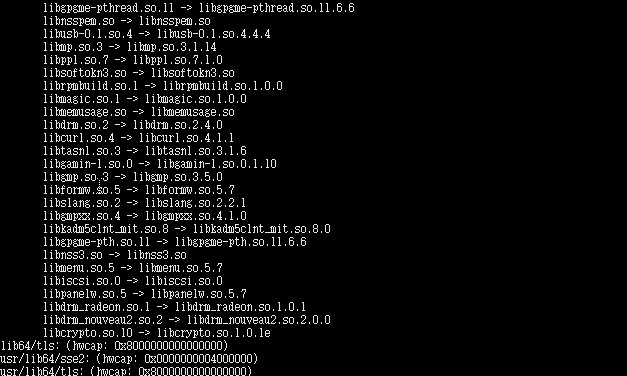 libgpgme-pthread.so.11 -> libgpgme-pthread.so.11.6.6
libnsspem.so -> libnsspem.so
libusb-0.1.so.4 -> libusb-0.1.so.4.4.4
libmp.so.3 -> libmp.so.3.1.14
libppl.so.7 -> libppl.so.7.1.0
libsoftokn3.so -> libsoftokn3.so
librpmbuild.so.1 -> librpmbuild.so.1.0.0
libmagic.so.1 -> libmagic.so.1.0.0
libmemusage.so -> libmemusage.so
libdrm.so.2 -> libdrm.so.2.4.0
libcurl.so.4 -> libcurl.so.4.1.1
libtasn1.so.3 -> libtasn1.so.3.1.6
libgamin-1.so.0 -> libgamin-1.so.0.1.10
libgmp.so.3 -> libgmp.so.3.5.0
libformw.so.5 -> libformw.so.5.7
libslang.so.2 -> libslang.so.2.2.1
libgmpxx.so.4 -> libgmpxx.so.4.1.0
libkadm5clnt_mit.so.8 -> libkadm5clnt_mit.so.8.0
libgpgme-pth.so.11 -> libgpgme-pth.so.11.6.6
libnss3.so -> libnss3.so
libmenu.so.5 -> libmenu.so.5.7
libiscsi.so.0 -> libiscsi.so.0
libpanelw.so.5 -> libpanelw.so.5.7
libdrm_radeon.so.1 -> libdrm_radeon.so.1.0.1
libdrm_nouveau2.so.2 -> libdrm_nouveau2.so.2.0.0
libcrypto.so.10 -> libcrypto.so.1.0.1e
lib64/tls: (hwcap: 0x8000000000000000)
usr/lib64/sse2: (hwcap: 0x0000000004000000)
usr/lib64/tls: (hwcap: 0x8000000000000000)